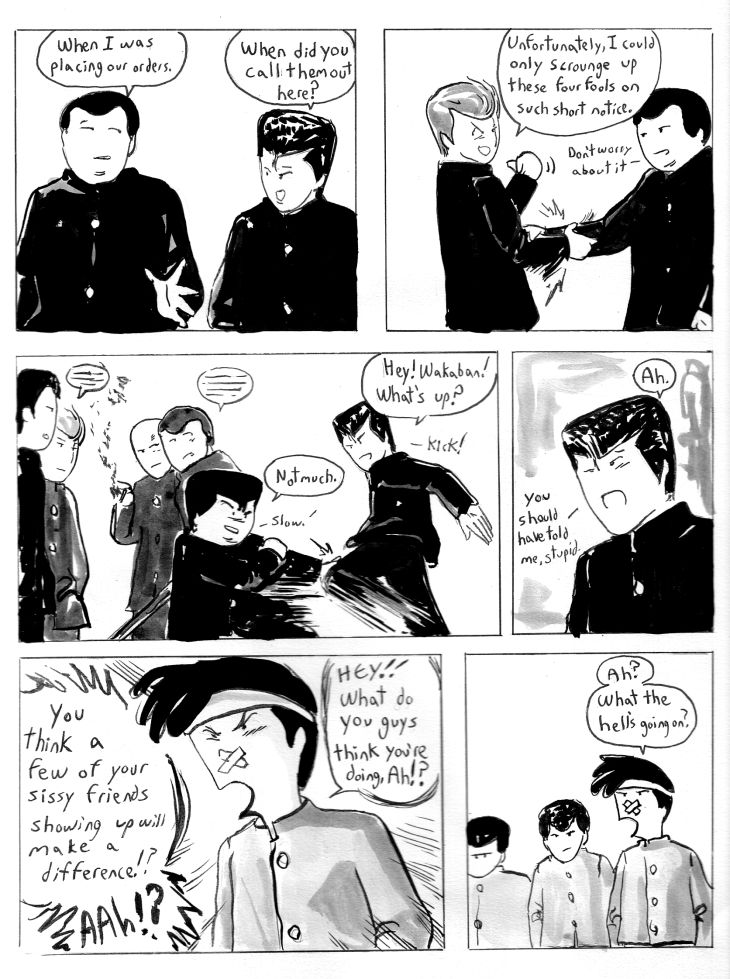 Unfortunately, I could
only scrounge up
these four fools on
such short notice.
Don't worry
about it
When did you
call them out
here?
When I was
placing our orders.
Ah.
you
should
have told
me, stupid.
Hey! Wakaban!
What's up?
Kick!
Not much.
Slow.
Ah?
What the
hell's going on?
HEY!!
What do
you guys
think you're
doing, Ah!?
You
think a
few of your
sissy friends
showing up will
make a
difference!?
AAh!?